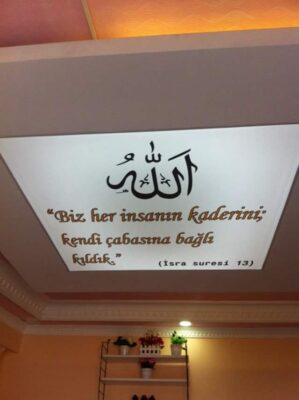 الله
“Biz her insanın kaderini;
kendi çabasına bağlı
kıldık.”
(İsra suresi 13)